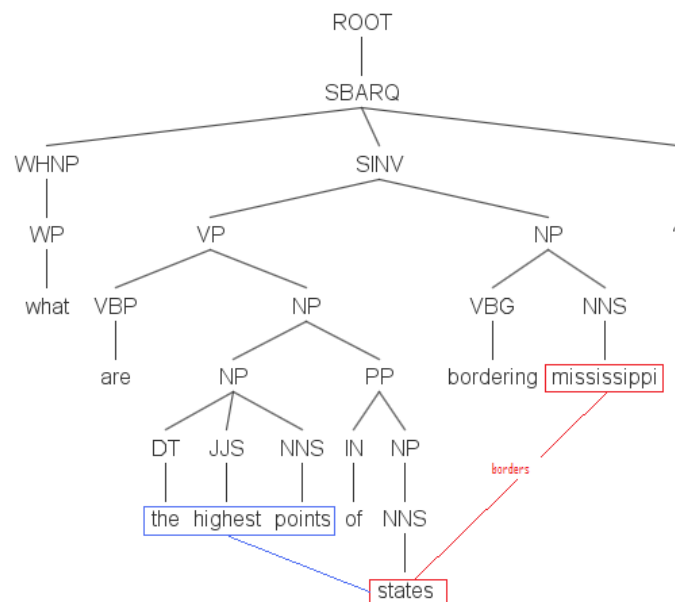 ROOT
SBARQ
WHNP SINV
WP VP NP
what VBP NP VBG NNS
are NP PP bordering mississippi
DT JJS NNS IN NP
borders
the highest points of NNS
states